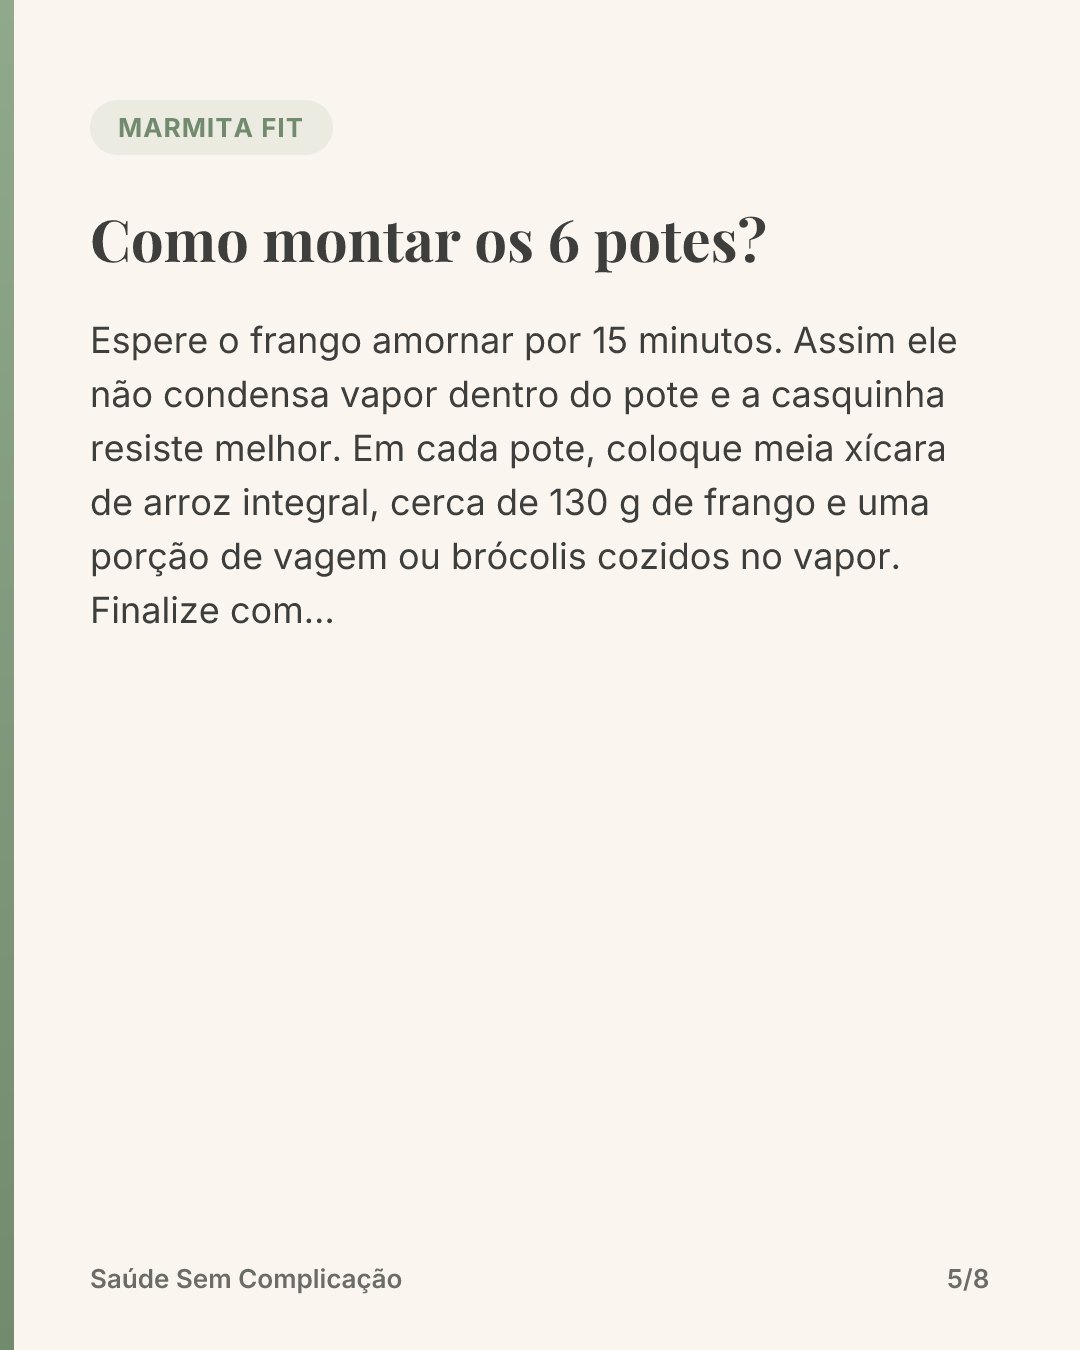 MARMITA FIT
Como montar os 6 potes?
Espere o frango amornar por 15 minutos. Assim ele
não condensa vapor dentro do pote e a casquinha
resiste melhor. Em cada pote, coloque meia xícara
de arroz integral, cerca de 130 g de frango e uma
porção de vagem ou brócolis cozidos no vapor.
Finalize com...
Saúde Sem Complicação
5/8